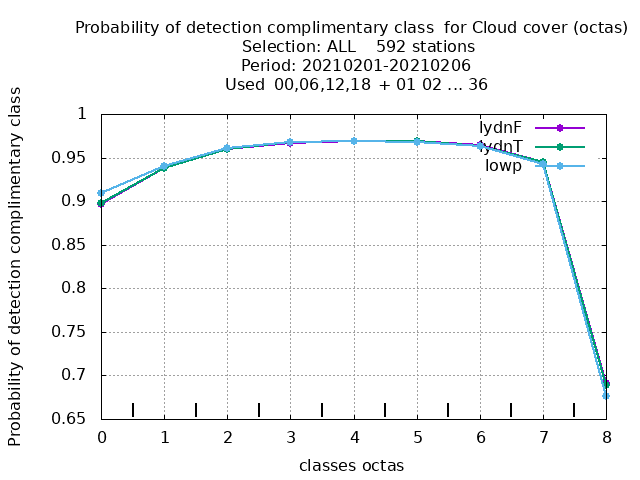 Probability of detection complimentary class  for Cloud cover (octas)
Selection: ALL    592 stations
Period: 20210201-20210206
Used  00,06,12,18  + 01 02 ... 36
Probability of detection complimentary class
1
0.95
0.9
0.85
0.8
0.75
0.7
0.65
lydnF
lydnT
lowp
0 1 2 3 4 5 6 7 8
classes octas